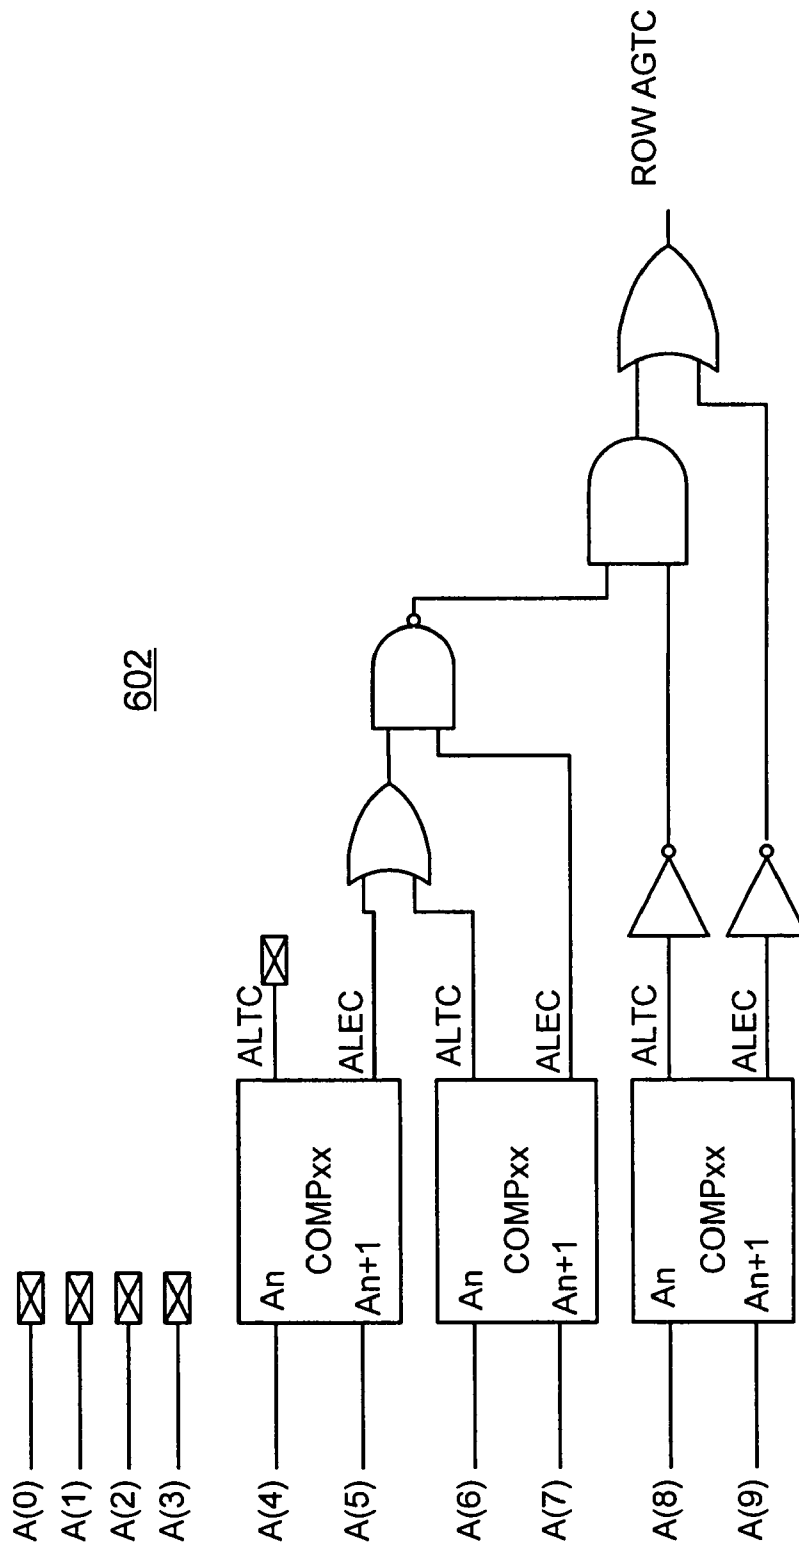 602
A(0)
A(1)
A(2)
A(3)
A(4)
A(5)
A(6)
A(7)
A(8)
A(9)
An
COMPxx
An+1
ALTC
ALEC
An
COMPxx
An+1
ALTC
ALEC
An
COMPxx
An+1
ALTC
ALEC
ROW AGTC